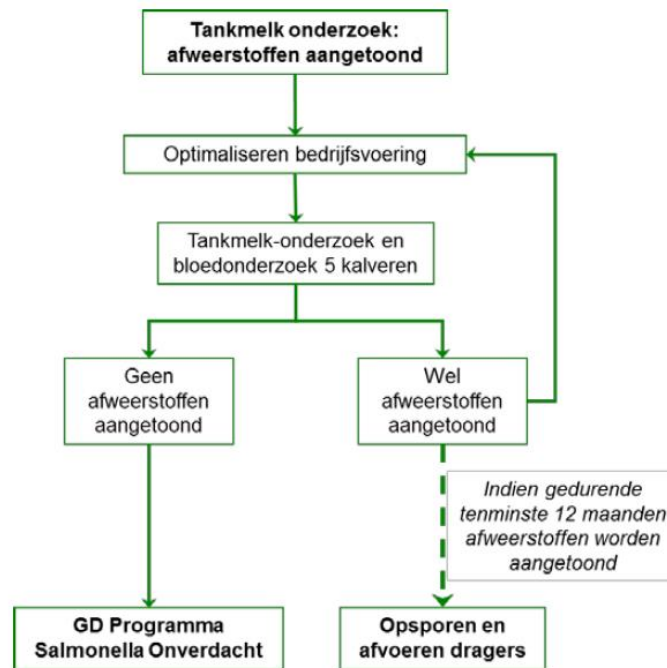 Tankmelk onderzoek:
afweerstoffen aangetoond
Optimaliseren bedrijfsvoering
Tankmelk-onderzoek en
bloedonderzoek 5 kalveren
Geen
afweerstoffen
aangetoond
Wel
afweerstoffen
aangetoond
Indien gedurende
tenminste 12 maanden
afweerstoffen worden
aangetoond
GD Programma
Salmonella Onverdacht
Opsporen en
afvoeren dragers